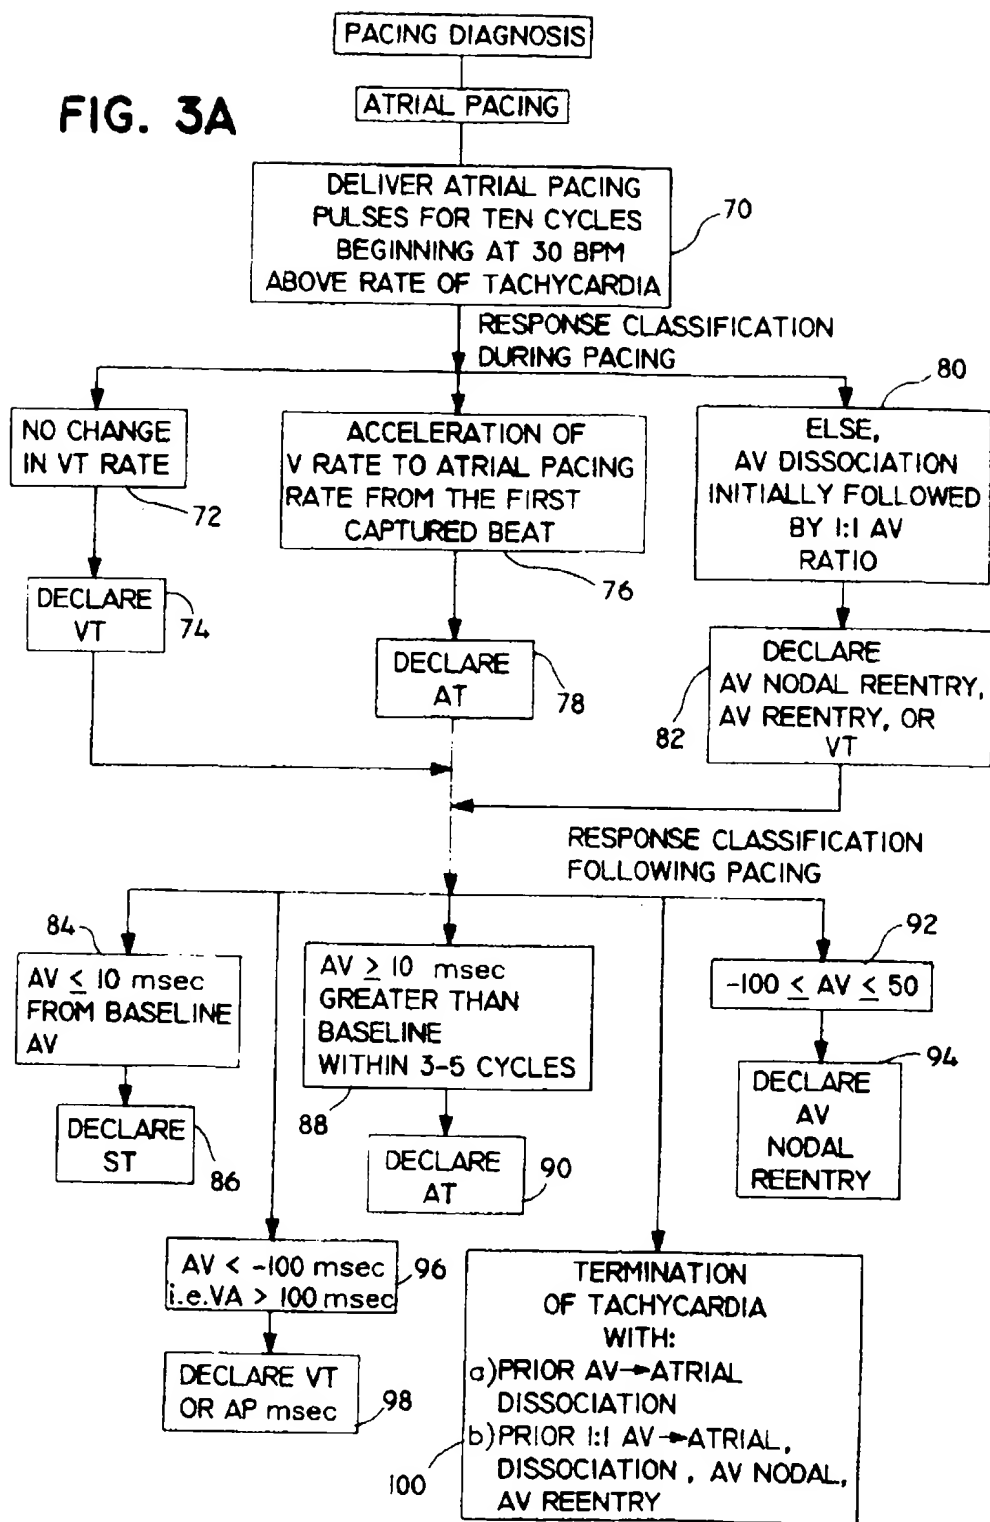 PACING DIAGNOSIS
FIG. 3A
ATRIAL PACING
DELIVER ATRIAL PACING
PULSES FOR TEN CYCLES
BEGINNING AT 30 BPM
ABOVE RATE OF TACHYCARDIA
70
RESPONSE CLASSIFICATION
DURING PACING
NO CHANGE
IN VT RATE
72
DECLARE
VT
74
ACCELERATION OF
V RATE TO ATRIAL PACING
RATE FROM THE FIRST
CAPTURED BEAT
76
DECLARE
AT
78
80
ELSE,
AV DISSOCIATION
INITIALLY FOLLOWED
BY 1:1 AV
RATIO
DECLARE
AV NODAL REENTRY,
AV REENTRY, OR
VT
82
RESPONSE CLASSIFICATION
FOLLOWING PACING
84
AV ≤ 10 msec
FROM BASELINE
AV
DECLARE
ST
86
AV ≥ 10 msec
GREATER THAN
BASELINE
WITHIN 3-5 CYCLES
88
DECLARE
AT
90
92
-100 ≤ AV ≤ 50
94
DECLARE
AV
NODAL
REENTRY
AV < -100 msec
i.e.VA > 100 msec
96
DECLARE VT
OR AP msec
98
TERMINATION
OF TACHYCARDIA
WITH:
a)PRIOR AV→ATRIAL
DISSOCIATION
b)PRIOR 1:1 AV→ATRIAL,
DISSOCIATION, AV NODAL,
AV REENTRY
100